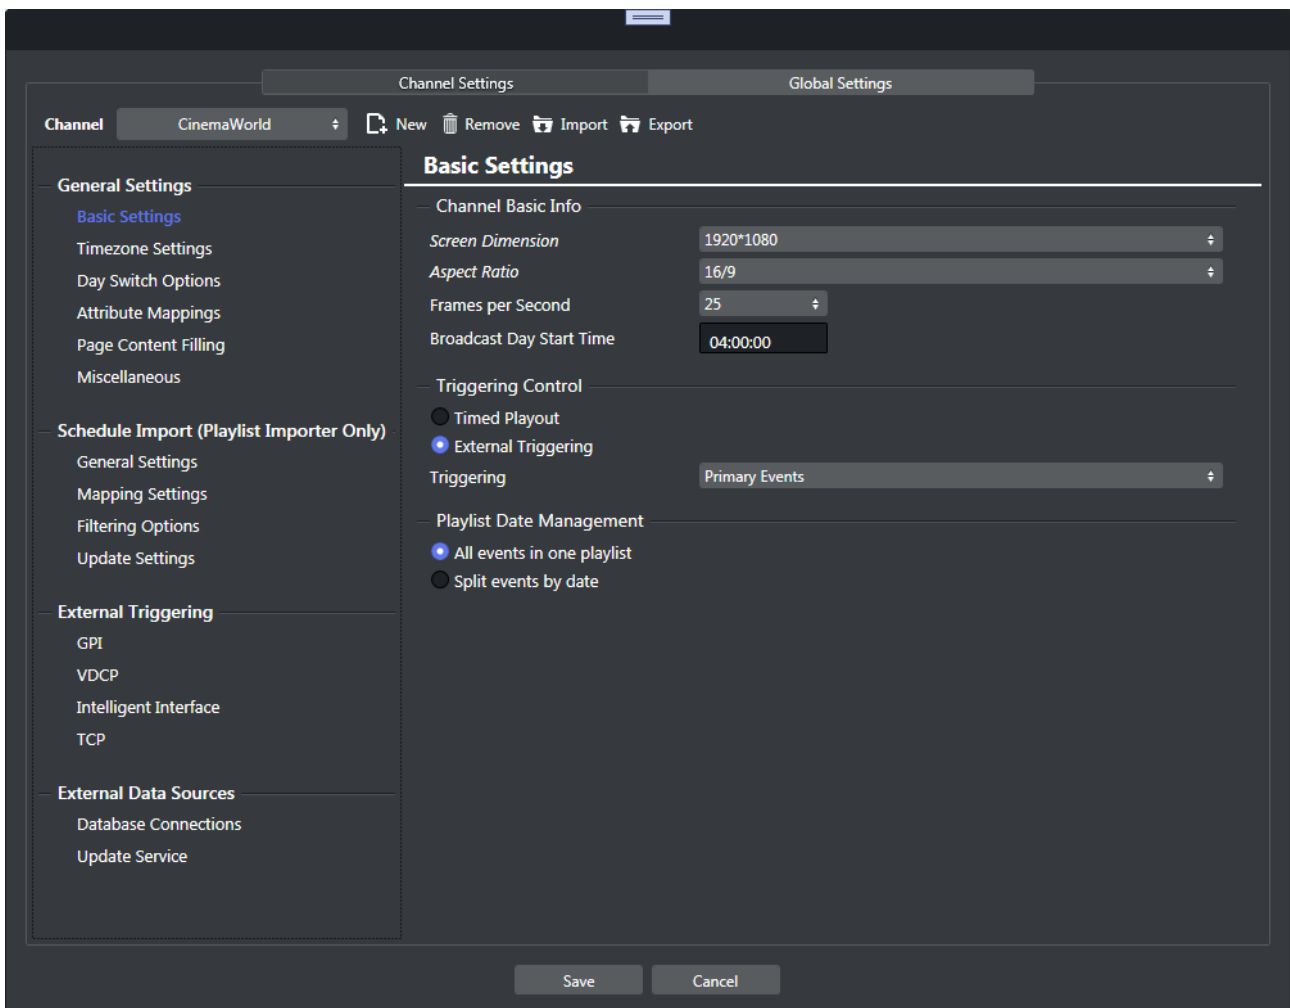 Channel Settings
Global Settings
Channel
CinemaWorld
New
Remove
Import
Export
General Settings
Basic Settings
Timezone Settings
Day Switch Options
Attribute Mappings
Page Content Filling
Miscellaneous
Schedule Import (Playlist Importer Only)
General Settings
Mapping Settings
Filtering Options
Update Settings
External Triggering
GPI
VDCP
Intelligent Interface
TCP
External Data Sources
Database Connections
Update Service
Basic Settings
Channel Basic Info
Screen Dimension
1920*1080
Aspect Ratio
16/9
Frames per Second
25
Broadcast Day Start Time
04:00:00
Triggering Control
Timed Playout
External Triggering
Triggering
Primary Events
Playlist Date Management
All events in one playlist
Split events by date
Save
Cancel